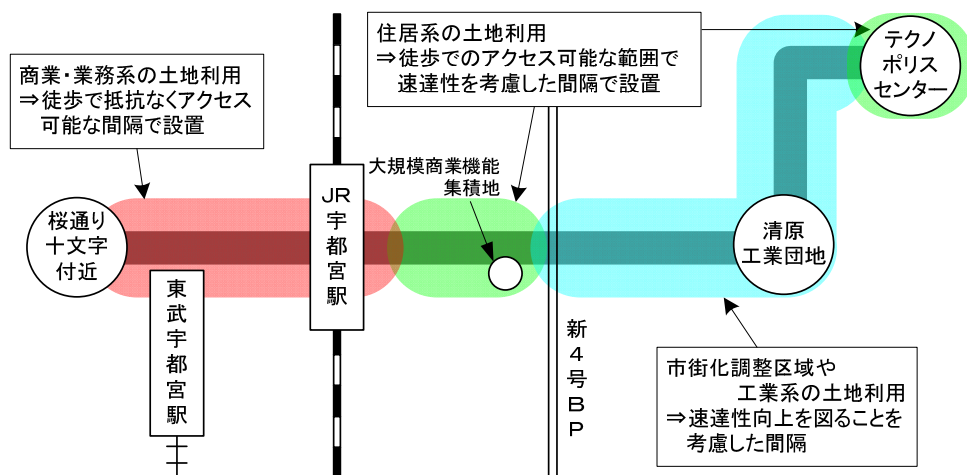 商業・業務系の土地利用
⇒徒歩で抵抗なくアクセス
可能な間隔で設置
住居系の土地利用
⇒徒歩でのアクセス可能な範囲で
速達性を考慮した間隔で設置
テクノ
ポリス
センター
大規模商業機能
集積地
桜通り
十文字
付近
JR宇都宮駅
東武宇都宮駅
清原
工業団地
新4号BP
市街化調整区域や
工業系の土地利用
⇒速達性向上を図ることを
考慮した間隔